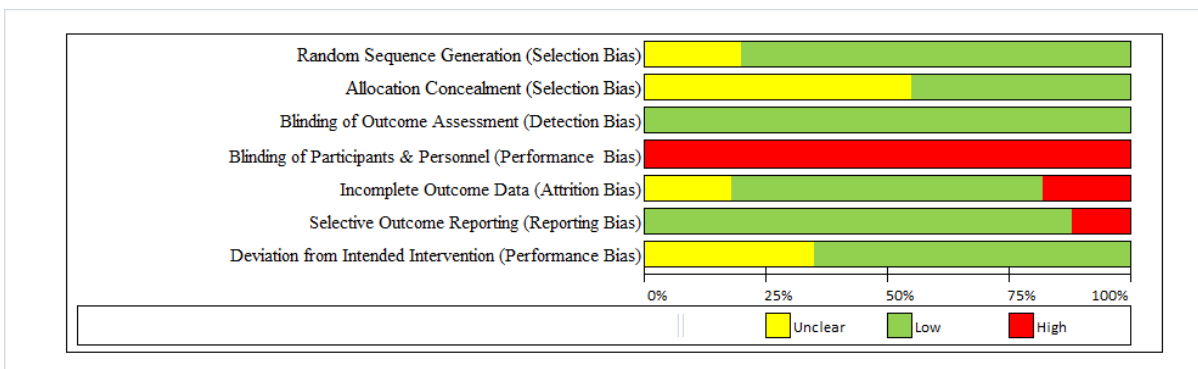 Random Sequence Generation (Selection Bias)
Allocation Concealment (Selection Bias)
Blinding of Outcome Assessment (Detection Bias)
Blinding of Participants & Personnel (Performance  Bias)
Incomplete Outcome Data (Attrition Bias)
Selective Outcome Reporting (Reporting Bias)
Deviation from Intended Intervention (Performance Bias)
0% 25% 50% 75% 100%
Unclear Low High